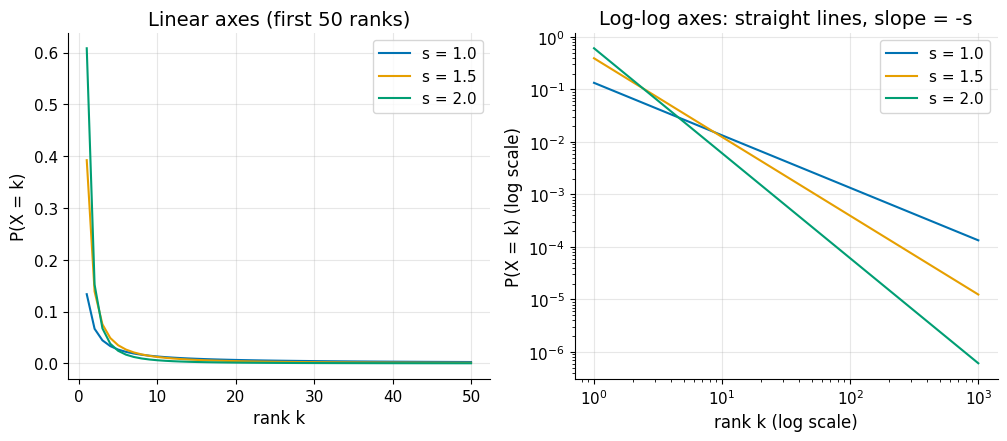 Linear axes (first 50 ranks)
P(X = k)
0.6
0.5
0.4
0.3
0.2
0.1
0.0
s = 1.0
s = 1.5
s = 2.0
0 10 20 30 40 50
rank k
Log-log axes: straight lines, slope = -s
P(X = k) (log scale)
10⁰
10⁻¹
10⁻²
10⁻³
10⁻⁴
10⁻⁵
10⁻⁶
s = 1.0
s = 1.5
s = 2.0
10⁰ 10¹ 10² 10³
rank k (log scale)